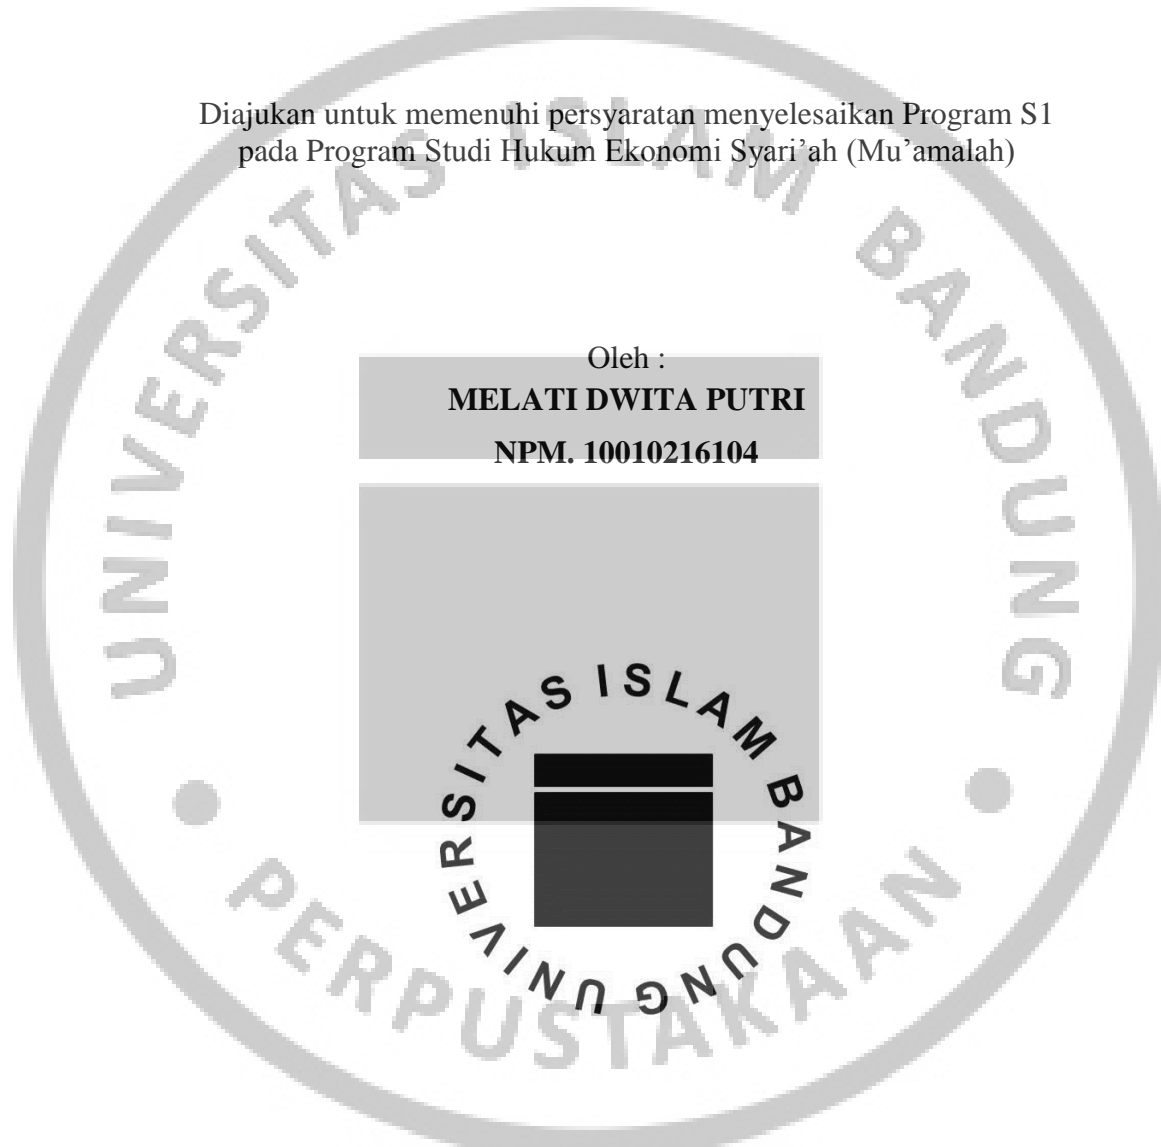 Diajukan untuk memenuhi persyaratan menyelesaikan Program S1
pada Program Studi Hukum Ekonomi Syari’ah (Mu’amalah)
Oleh :
MELATI DWITA PUTRI
NPM. 10010216104
UNIVERSITAS ISLAM BANDUNG
UNIVERSITAS ISLAM BANDUNG
PERPUSTAKAAN